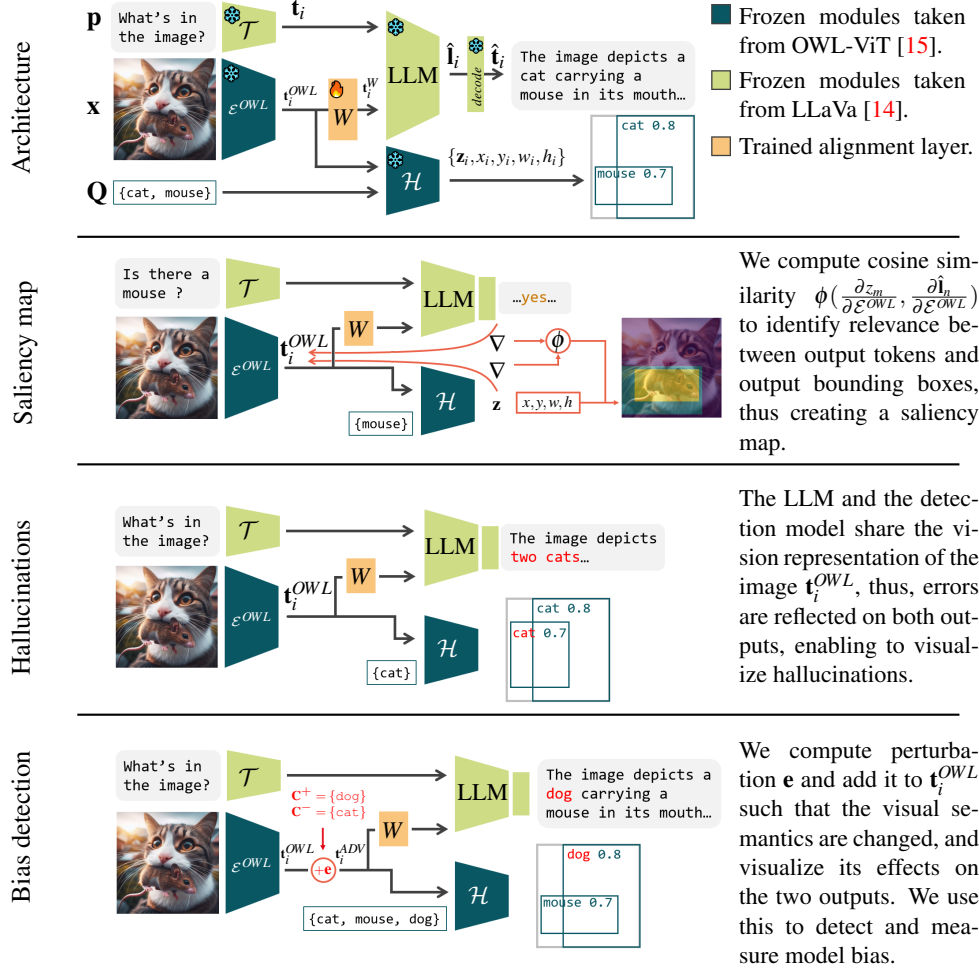 Architecture
p
What's in
the image?
𝒯
t_i
x
ℰ^OWL
t_i^OWL
W
t_i^W
LLM
l̂_i
decode
t̂_i
The image depicts a
cat carrying a
mouse in its mouth…
Q
{cat, mouse}
ℋ
{z_i, x_i, y_i, w_i, h_i}
cat 0.8
mouse 0.7
Frozen modules taken
from OWL-ViT [15].
Frozen modules taken
from LLaVa [14].
Trained alignment layer.
Saliency map
Is there a
mouse ?
𝒯
ℰ^OWL
t_i^OWL
W
LLM
…yes…
∇
∇
ϕ
{mouse}
ℋ
z
x, y, w, h
We compute cosine sim-
ilarity ϕ(∂z_m/∂ℰ^OWL, ∂l̂_n/∂ℰ^OWL)
to identify relevance be-
tween output tokens and
output bounding boxes,
thus creating a saliency
map.
Hallucinations
What's in
the image?
𝒯
ℰ^OWL
t_i^OWL
W
LLM
The image depicts
two cats…
{cat}
ℋ
cat 0.8
cat 0.7
The LLM and the detec-
tion model share the vi-
sion representation of the
image t_i^OWL, thus, errors
are reflected on both out-
puts, enabling to visual-
ize hallucinations.
Bias detection
What's in
the image?
𝒯
C⁺ = {dog}
C⁻ = {cat}
ℰ^OWL
t_i^OWL
+e
t_i^ADV
W
LLM
The image depicts a
dog carrying a
mouse in its mouth…
{cat, mouse, dog}
ℋ
dog 0.8
mouse 0.7
We compute perturba-
tion e and add it to t_i^OWL
such that the visual se-
mantics are changed, and
visualize its effects on
the two outputs. We use
this to detect and mea-
sure model bias.